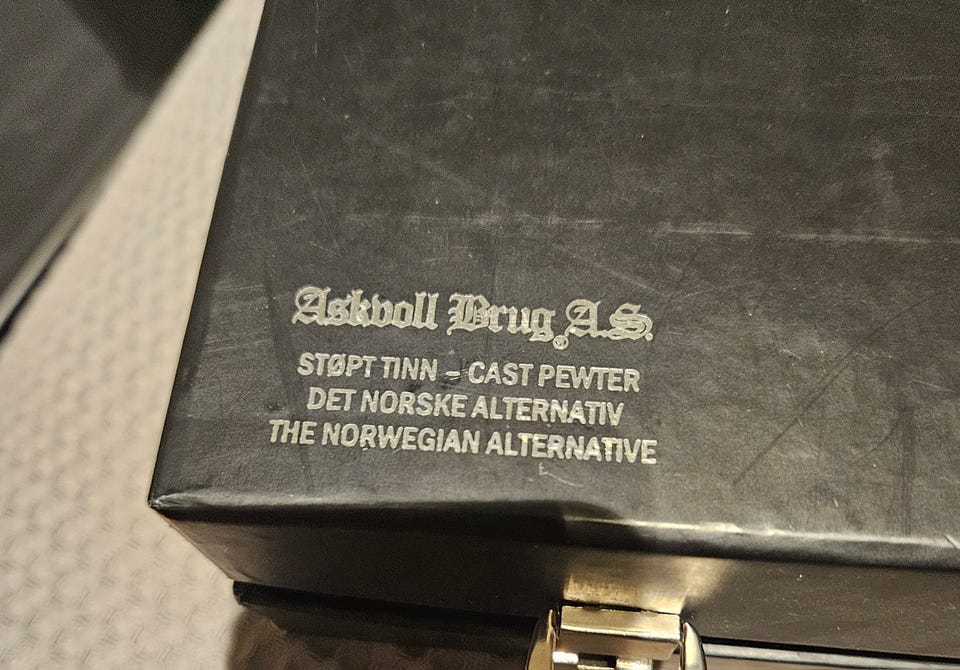 Askvoll Brug A.S.
®
STØPT TINN – CAST PEWTER
DET NORSKE ALTERNATIV
THE NORWEGIAN ALTERNATIVE